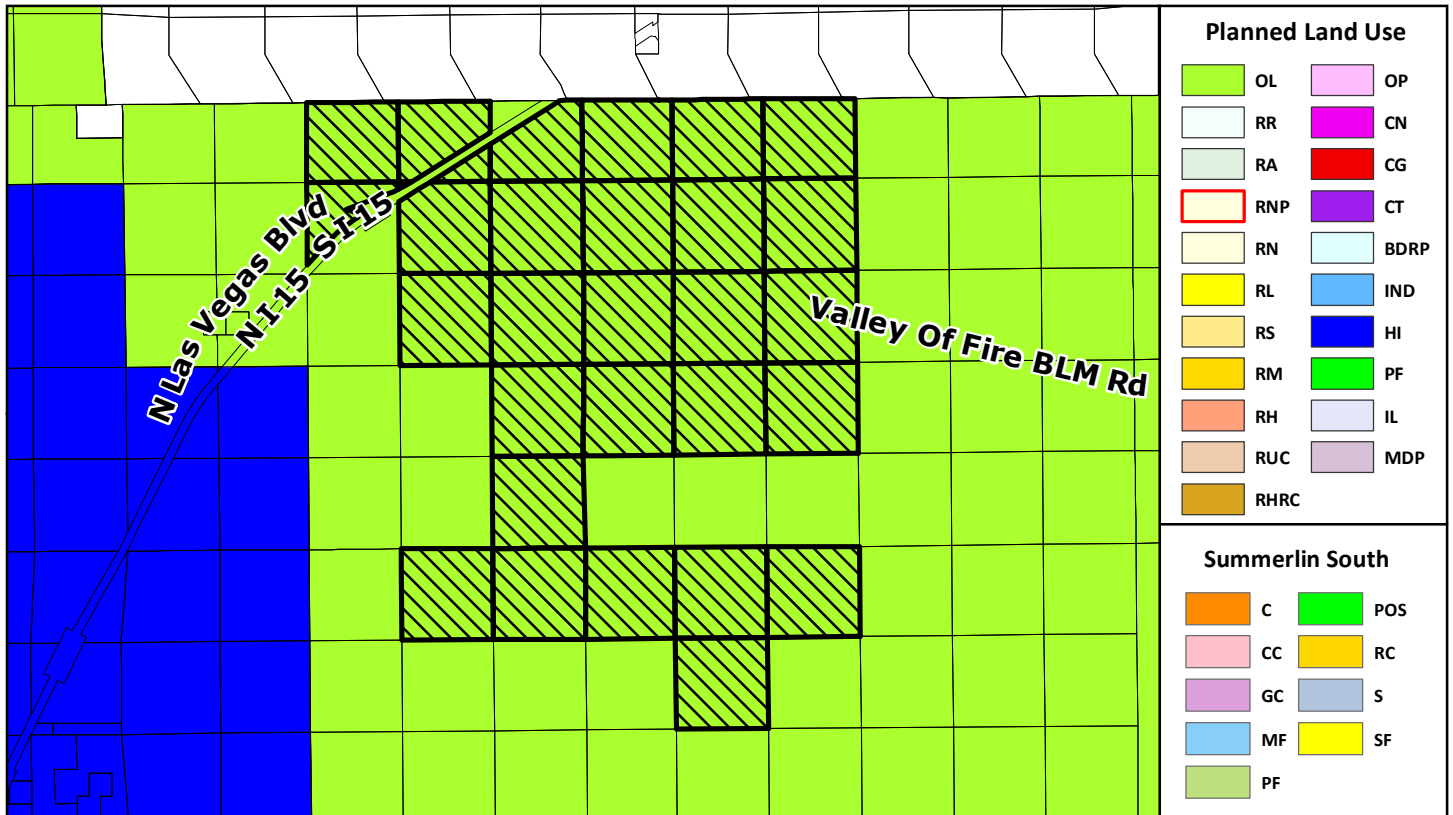 N Las Vegas Blvd
N I 15 S I 15
Valley Of Fire BLM Rd
Planned Land Use
OL OP
RR CN
RA CG
RNP CT
RN BDRP
RL IND
RS HI
RM PF
RH IL
RUC MDP
RHRC
Summerlin South
C POS
CC RC
GC S
MF SF
PF